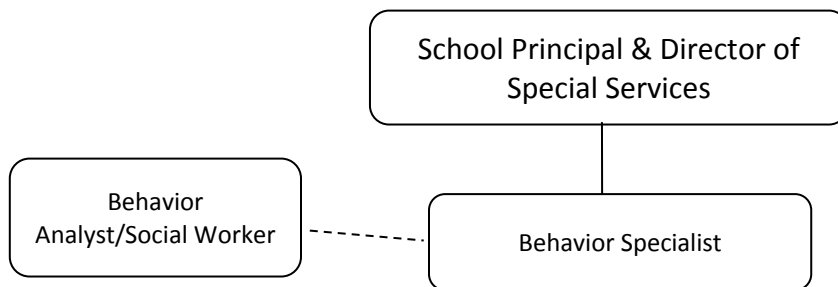 School Principal & Director of
Special Services
Behavior
Analyst/Social Worker
Behavior Specialist